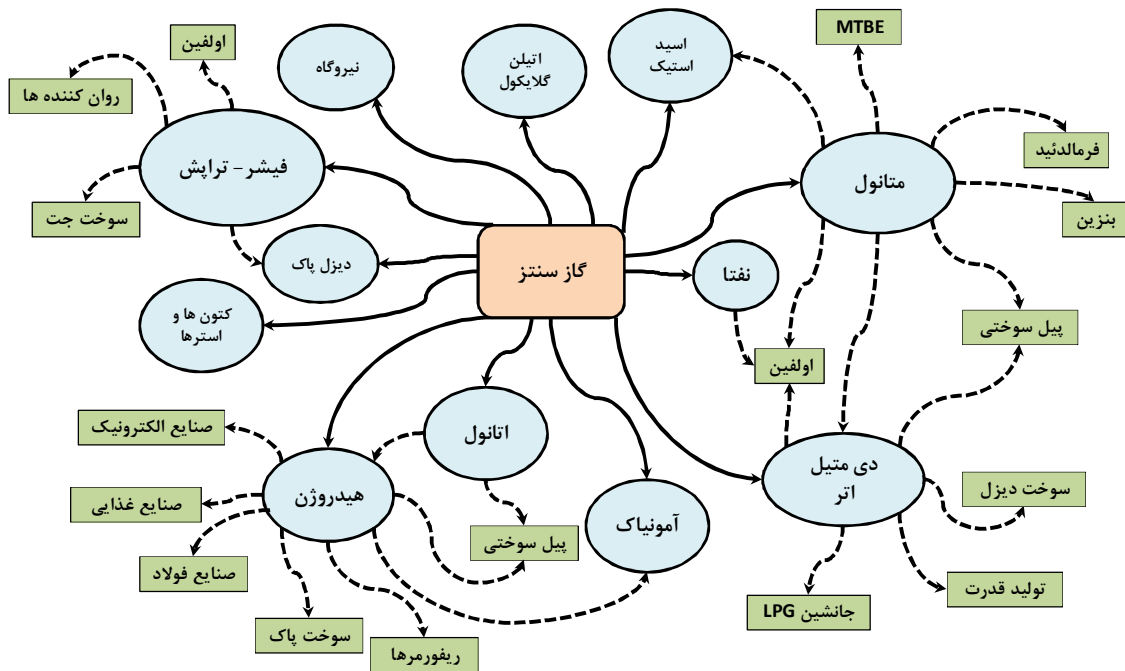 MTBE
اسید
استیک
اتیلن
گلایکول
نیروگاه
اولفین
روان کننده ها
فرمالدئید
متانول
فیشر – تراپش
بنزین
سوخت جت
گاز سنتز
نفتا
دیزل پاک
کتون ها و
استرها
پیل سوختی
اولفین
صنایع الکترونیک
اتانول
دی متیل
اتر
سوخت دیزل
هیدروژن
صنایع غذایی
آمونیاک
پیل سوختی
صنایع فولاد
تولید قدرت
جانشین LPG
سوخت پاک
ریفورمرها